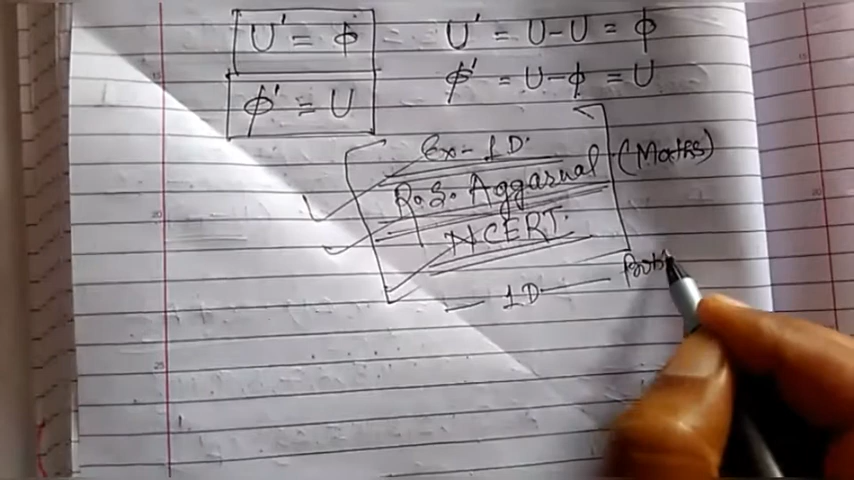 U' = φ U' = U-U = φ
φ' = U φ' = U-φ = U
Ex- 1D.
R.S. Aggarwal (Maths)
NCERT.
1D